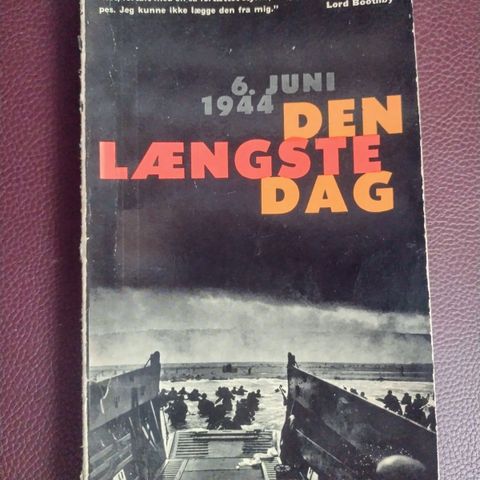 Lord Boothby
pes. Jeg kunne ikke lægge den fra mig."
6. JUNI
1944 DEN
LÆNGSTE
DAG